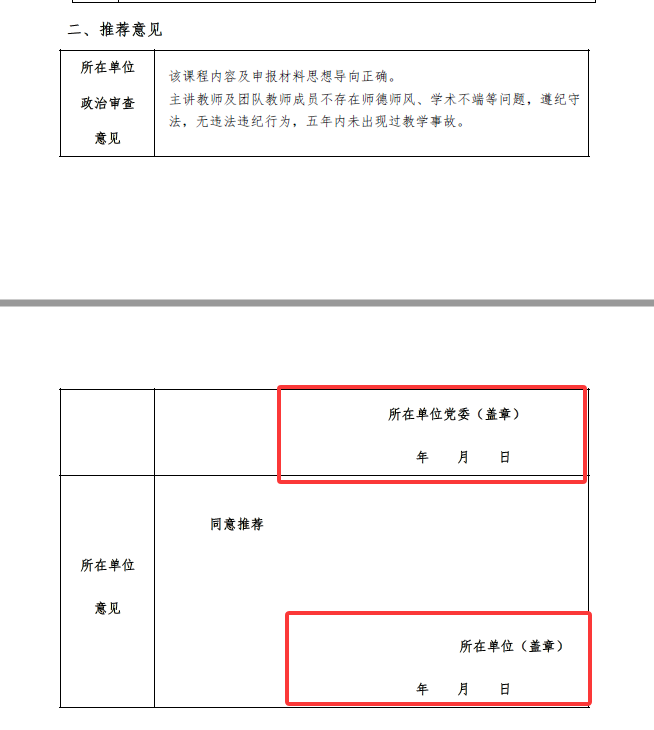 二、推荐意见
所在单位
政治审查
意见
该课程内容及申报材料思想导向正确。
主讲教师及团队教师成员不存在师德师风、学术不端等问题，遵纪守
法，无违法违纪行为，五年内未出现过教学事故。
所在单位党委（盖章）
年 月 日
所在单位
意见
同意推荐
所在单位（盖章）
年 月 日